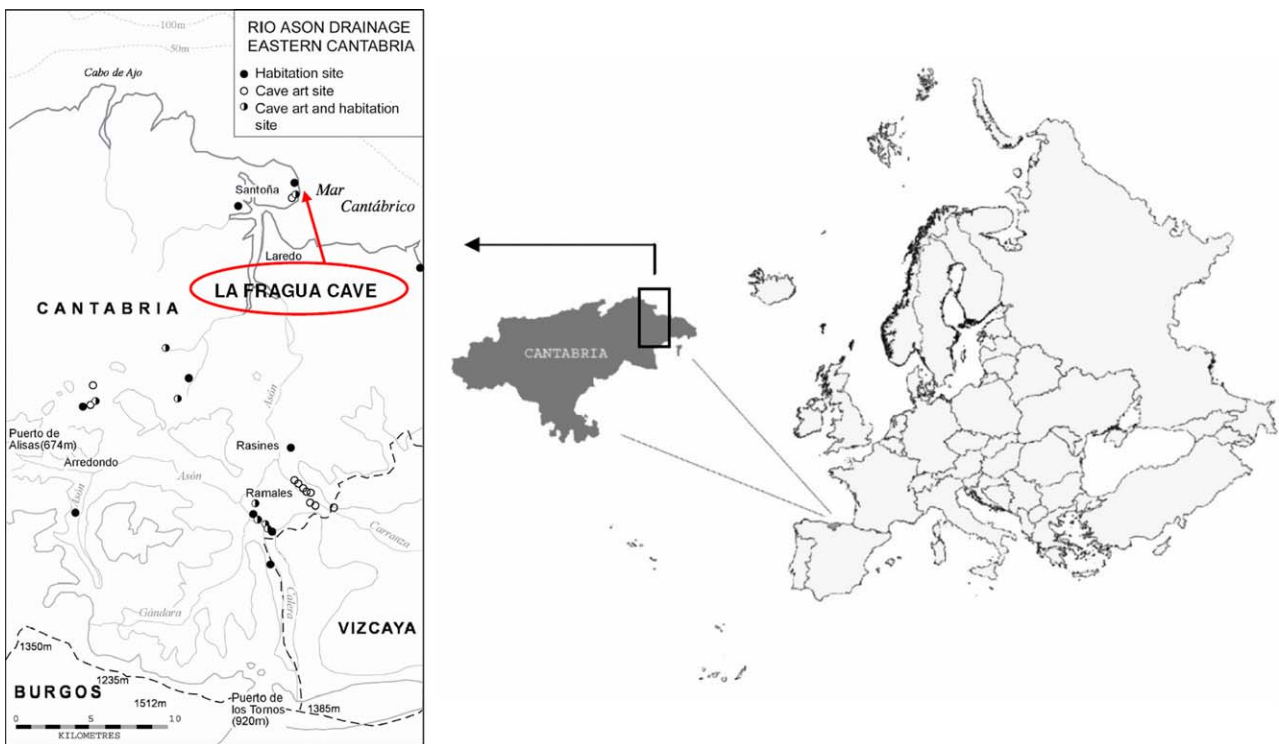 100m
50m
RIO ASON DRAINAGE
EASTERN CANTABRIA
Habitation site
Cave art site
Cave art and habitation
site
Cabo de Ajo
Santoña
Mar
Cantábrico
Laredo
LA FRAGUA CAVE
CANTABRIA
Asón
Puerto de
Alisas(674m)
Arredondo
Rasines
Asón
Ramales
Asón
Carranza
Gándara
Calera
VIZCAYA
1350m
1235m
BURGOS
1512m
Puerto de
los Tornos
(920m)
1385m
0 5 10
KILOMETRES
CANTABRIA